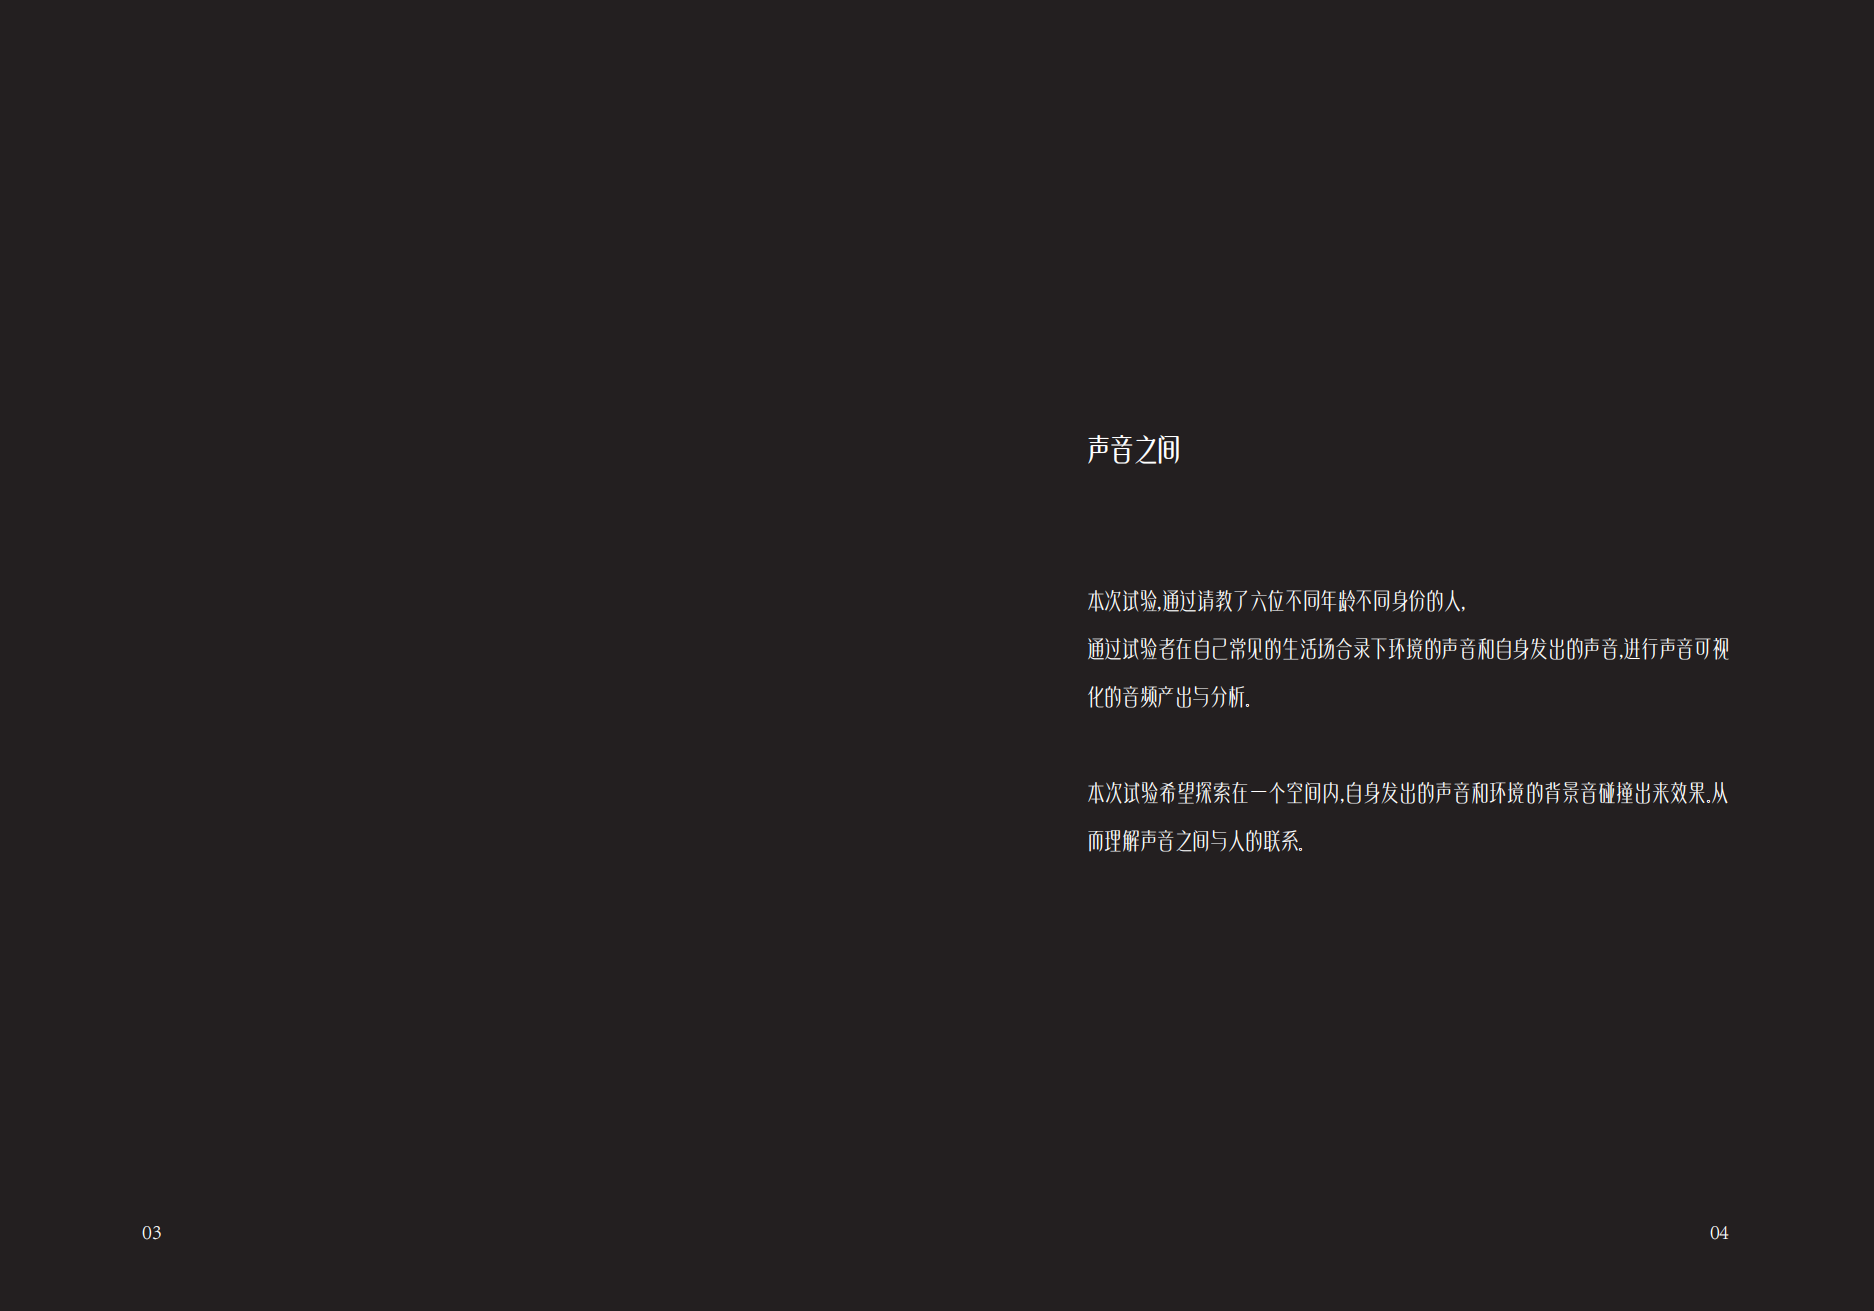 声音之间
本次试验,通过请教了六位不同年龄不同身份的人,
通过试验者在自己常见的生活场合录下环境的声音和自身发出的声音,进行声音可视
化的音频产出与分析。
本次试验希望探索在一个空间内,自身发出的声音和环境的背景音碰撞出来效果。从
而理解声音之间与人的联系。
03
04